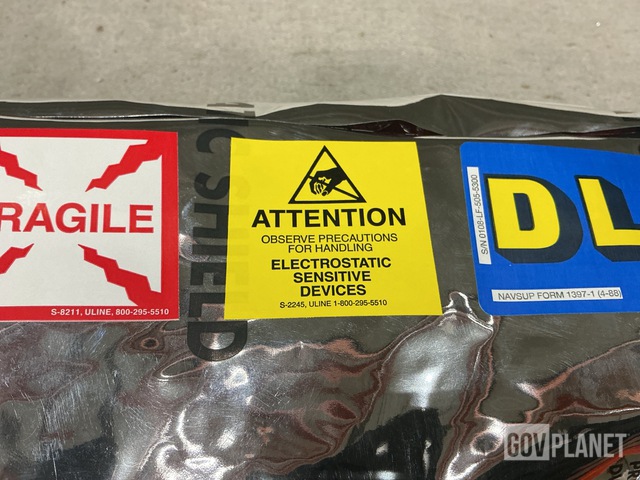 RAGILE
S-8211, ULINE, 800-295-5510
C SHIELD
ATTENTION
OBSERVE PRECAUTIONS
FOR HANDLING
ELECTROSTATIC
SENSITIVE
DEVICES
S-2245, ULINE 1-800-295-5510
S/N 0108-LF-505-5300
DL
NAVSUP FORM 1397-1 (4-88)
GOVPLANET